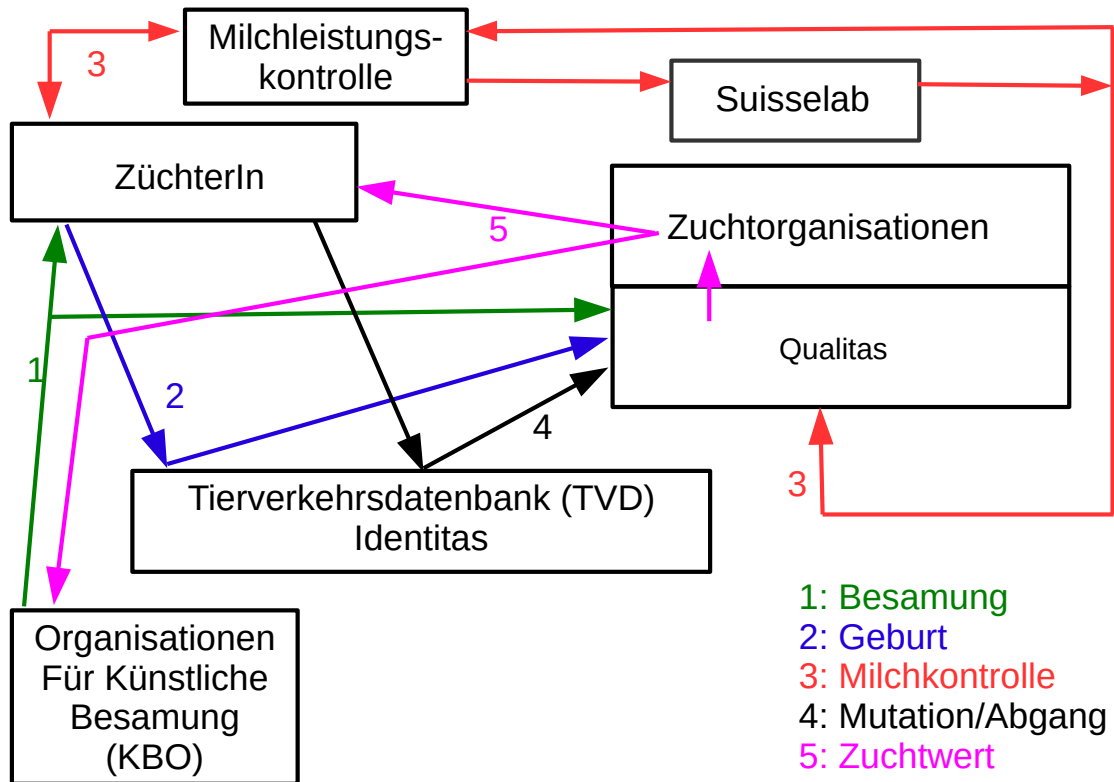 Milchleistungs-
kontrolle
3
Suisselab
ZüchterIn
5
Zuchtorganisationen
Qualitas
1
2
4
3
Tierverkehrsdatenbank (TVD)
Identitas
Organisationen
Für Künstliche
Besamung
(KBO)
1: Besamung
2: Geburt
3: Milchkontrolle
4: Mutation/Abgang
5: Zuchtwert